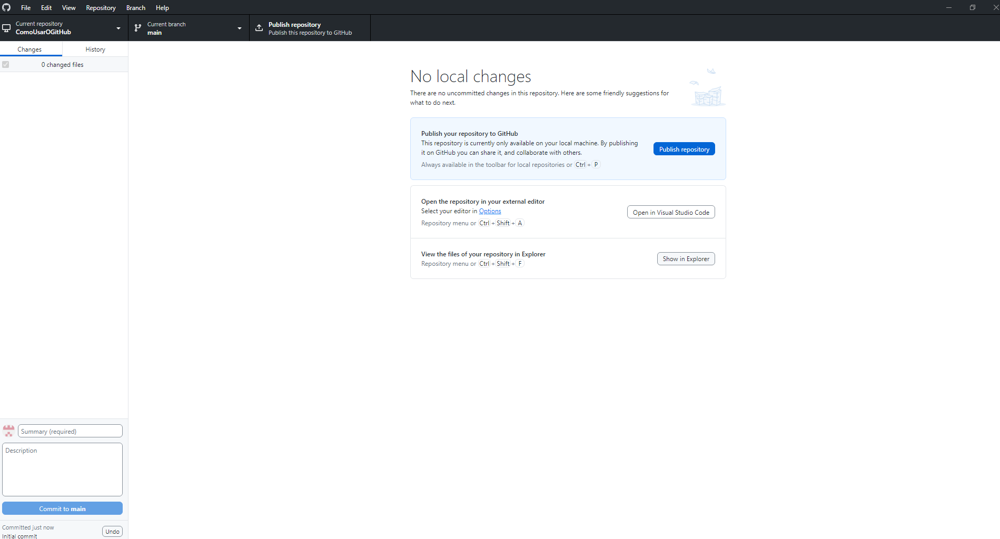 File Edit View Repository Branch Help
Current repository
ComoUsarOGitHub
Current branch
main
Publish repository
Publish this repository to GitHub
Changes History
0 changed files
No local changes
There are no uncommitted changes in this repository. Here are some friendly suggestions for
what to do next.
Publish your repository to GitHub
This repository is currently only available on your local machine. By publishing
it on GitHub you can share it, and collaborate with others.
Always available in the toolbar for local repositories or Ctrl + P
Publish repository
Open the repository in your external editor
Select your editor in Options
Repository menu or Ctrl + Shift + A
Open in Visual Studio Code
View the files of your repository in Explorer
Repository menu or Ctrl + Shift + F
Show in Explorer
Summary (required)
Description
Commit to main
Committed just now
Initial commit
Undo